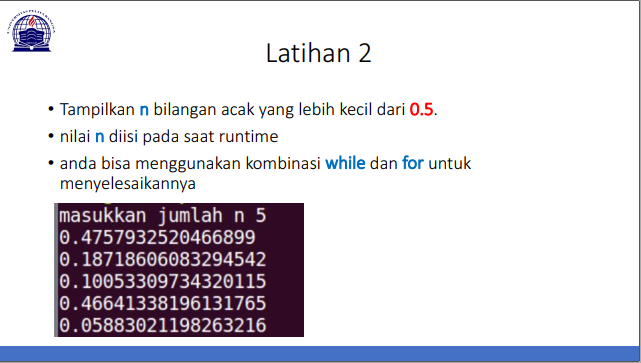 Latihan 2
• Tampilkan n bilangan acak yang lebih kecil dari 0.5.
• nilai n diisi pada saat runtime
• anda bisa menggunakan kombinasi while dan for untuk
menyelesaikannya
masukkan jumlah n 5
0.4757932520466899
0.18718606083294542
0.10053309734320115
0.46641338196131765
0.05883021198263216